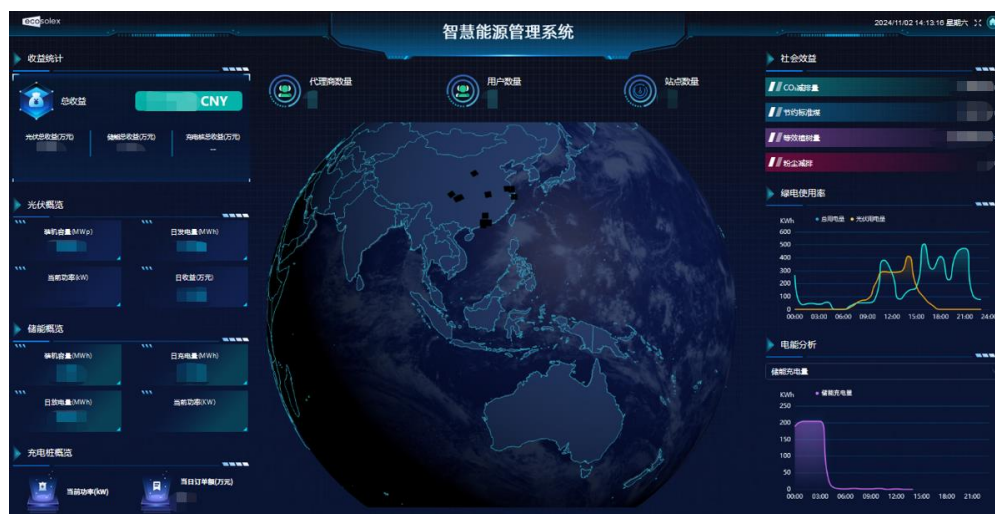 ecosolex
智慧能源管理系统
2024/11/02 14:13:16 星期六
收益统计
总收益
CNY
光伏总收益(万元)
储能总收益(万元)
充电桩总收益(万元)
--
光伏概览
装机容量(MWp)
日发电量(MWh)
当前功率(kW)
日收益(万元)
储能概览
装机容量(MWh)
日充电量(MWh)
日放电量(MWh)
当前功率(KW)
充电桩概览
当前功率(kW)
当日订单额(万元)
代理商数量
用户数量
站点数量
社会效益
CO₂减排量
节约标准煤
等效植树量
粉尘减排
绿电使用率
KWh
总用电量
光伏用电量
600
500
400
300
200
100
0
00:00 03:00 06:00 09:00 12:00 15:00 18:00 21:00 24:00
电能分析
储能充电量
KWh
储能充电量
250
200
150
100
50
0
00:00 03:00 06:00 09:00 12:00 15:00 18:00 21:00